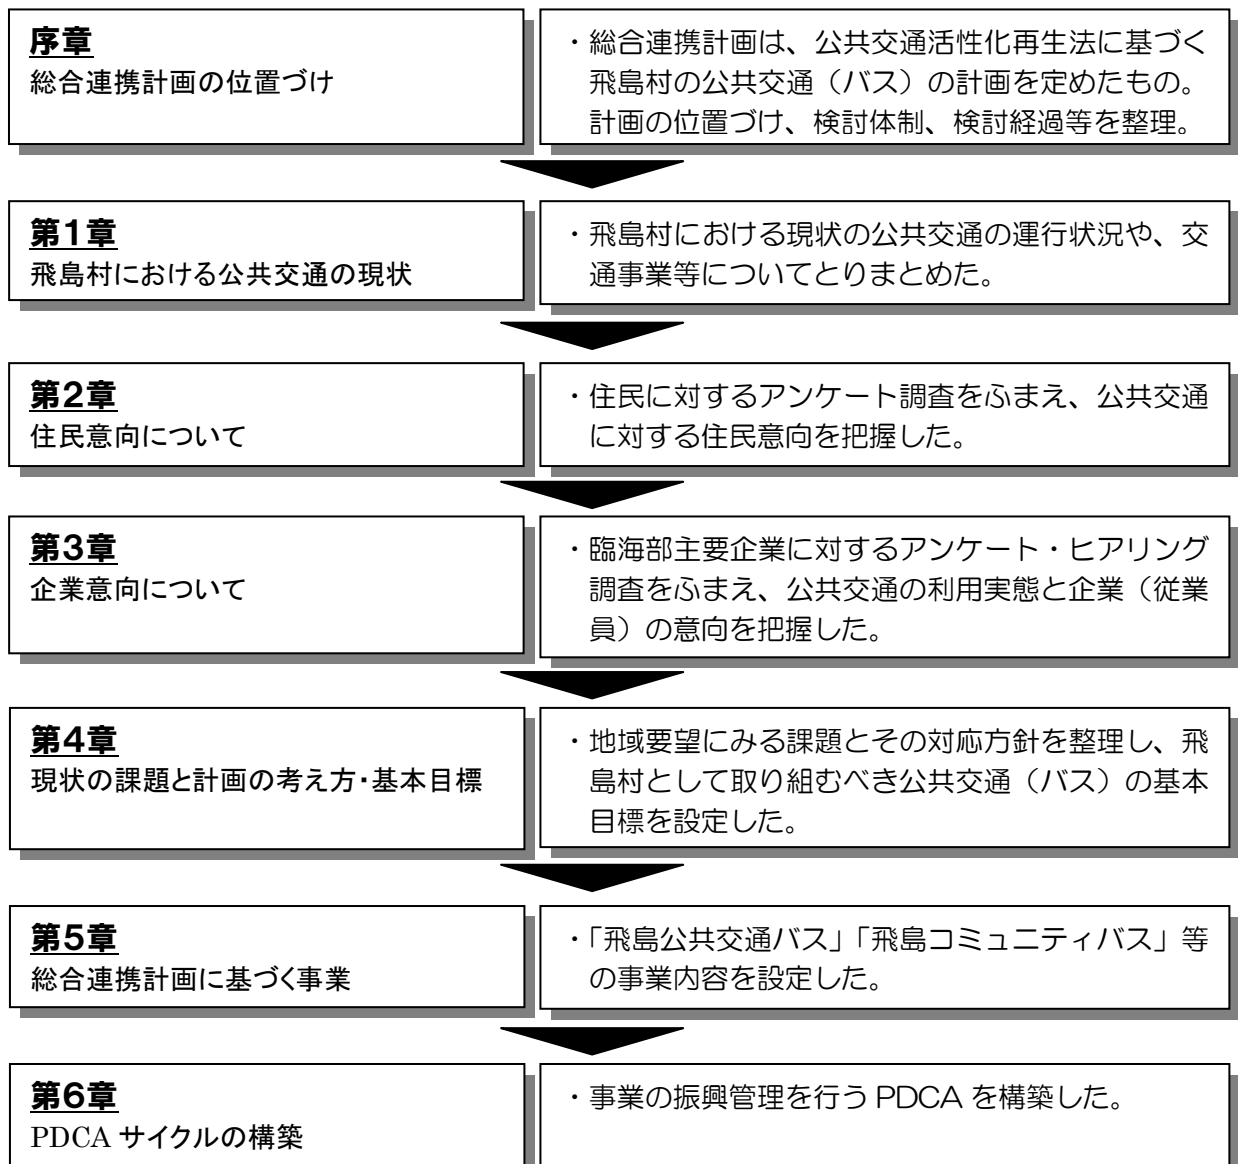 序章
総合連携計画の位置づけ
・総合連携計画は、公共交通活性化再生法に基づく
飛島村の公共交通（バス）の計画を定めたもの。
計画の位置づけ、検討体制、検討経過等を整理。
第1章
飛島村における公共交通の現状
・飛島村における現状の公共交通の運行状況や、交
通事業等についてとりまとめた。
第2章
住民意向について
・住民に対するアンケート調査をふまえ、公共交通
に対する住民意向を把握した。
第3章
企業意向について
・臨海部主要企業に対するアンケート・ヒアリング
調査をふまえ、公共交通の利用実態と企業（従業
員）の意向を把握した。
第4章
現状の課題と計画の考え方・基本目標
・地域要望にみる課題とその対応方針を整理し、飛
島村として取り組むべき公共交通（バス）の基本
目標を設定した。
第5章
総合連携計画に基づく事業
・「飛島公共交通バス」「飛島コミュニティバス」等
の事業内容を設定した。
第6章
PDCA サイクルの構築
・事業の振興管理を行う PDCA を構築した。